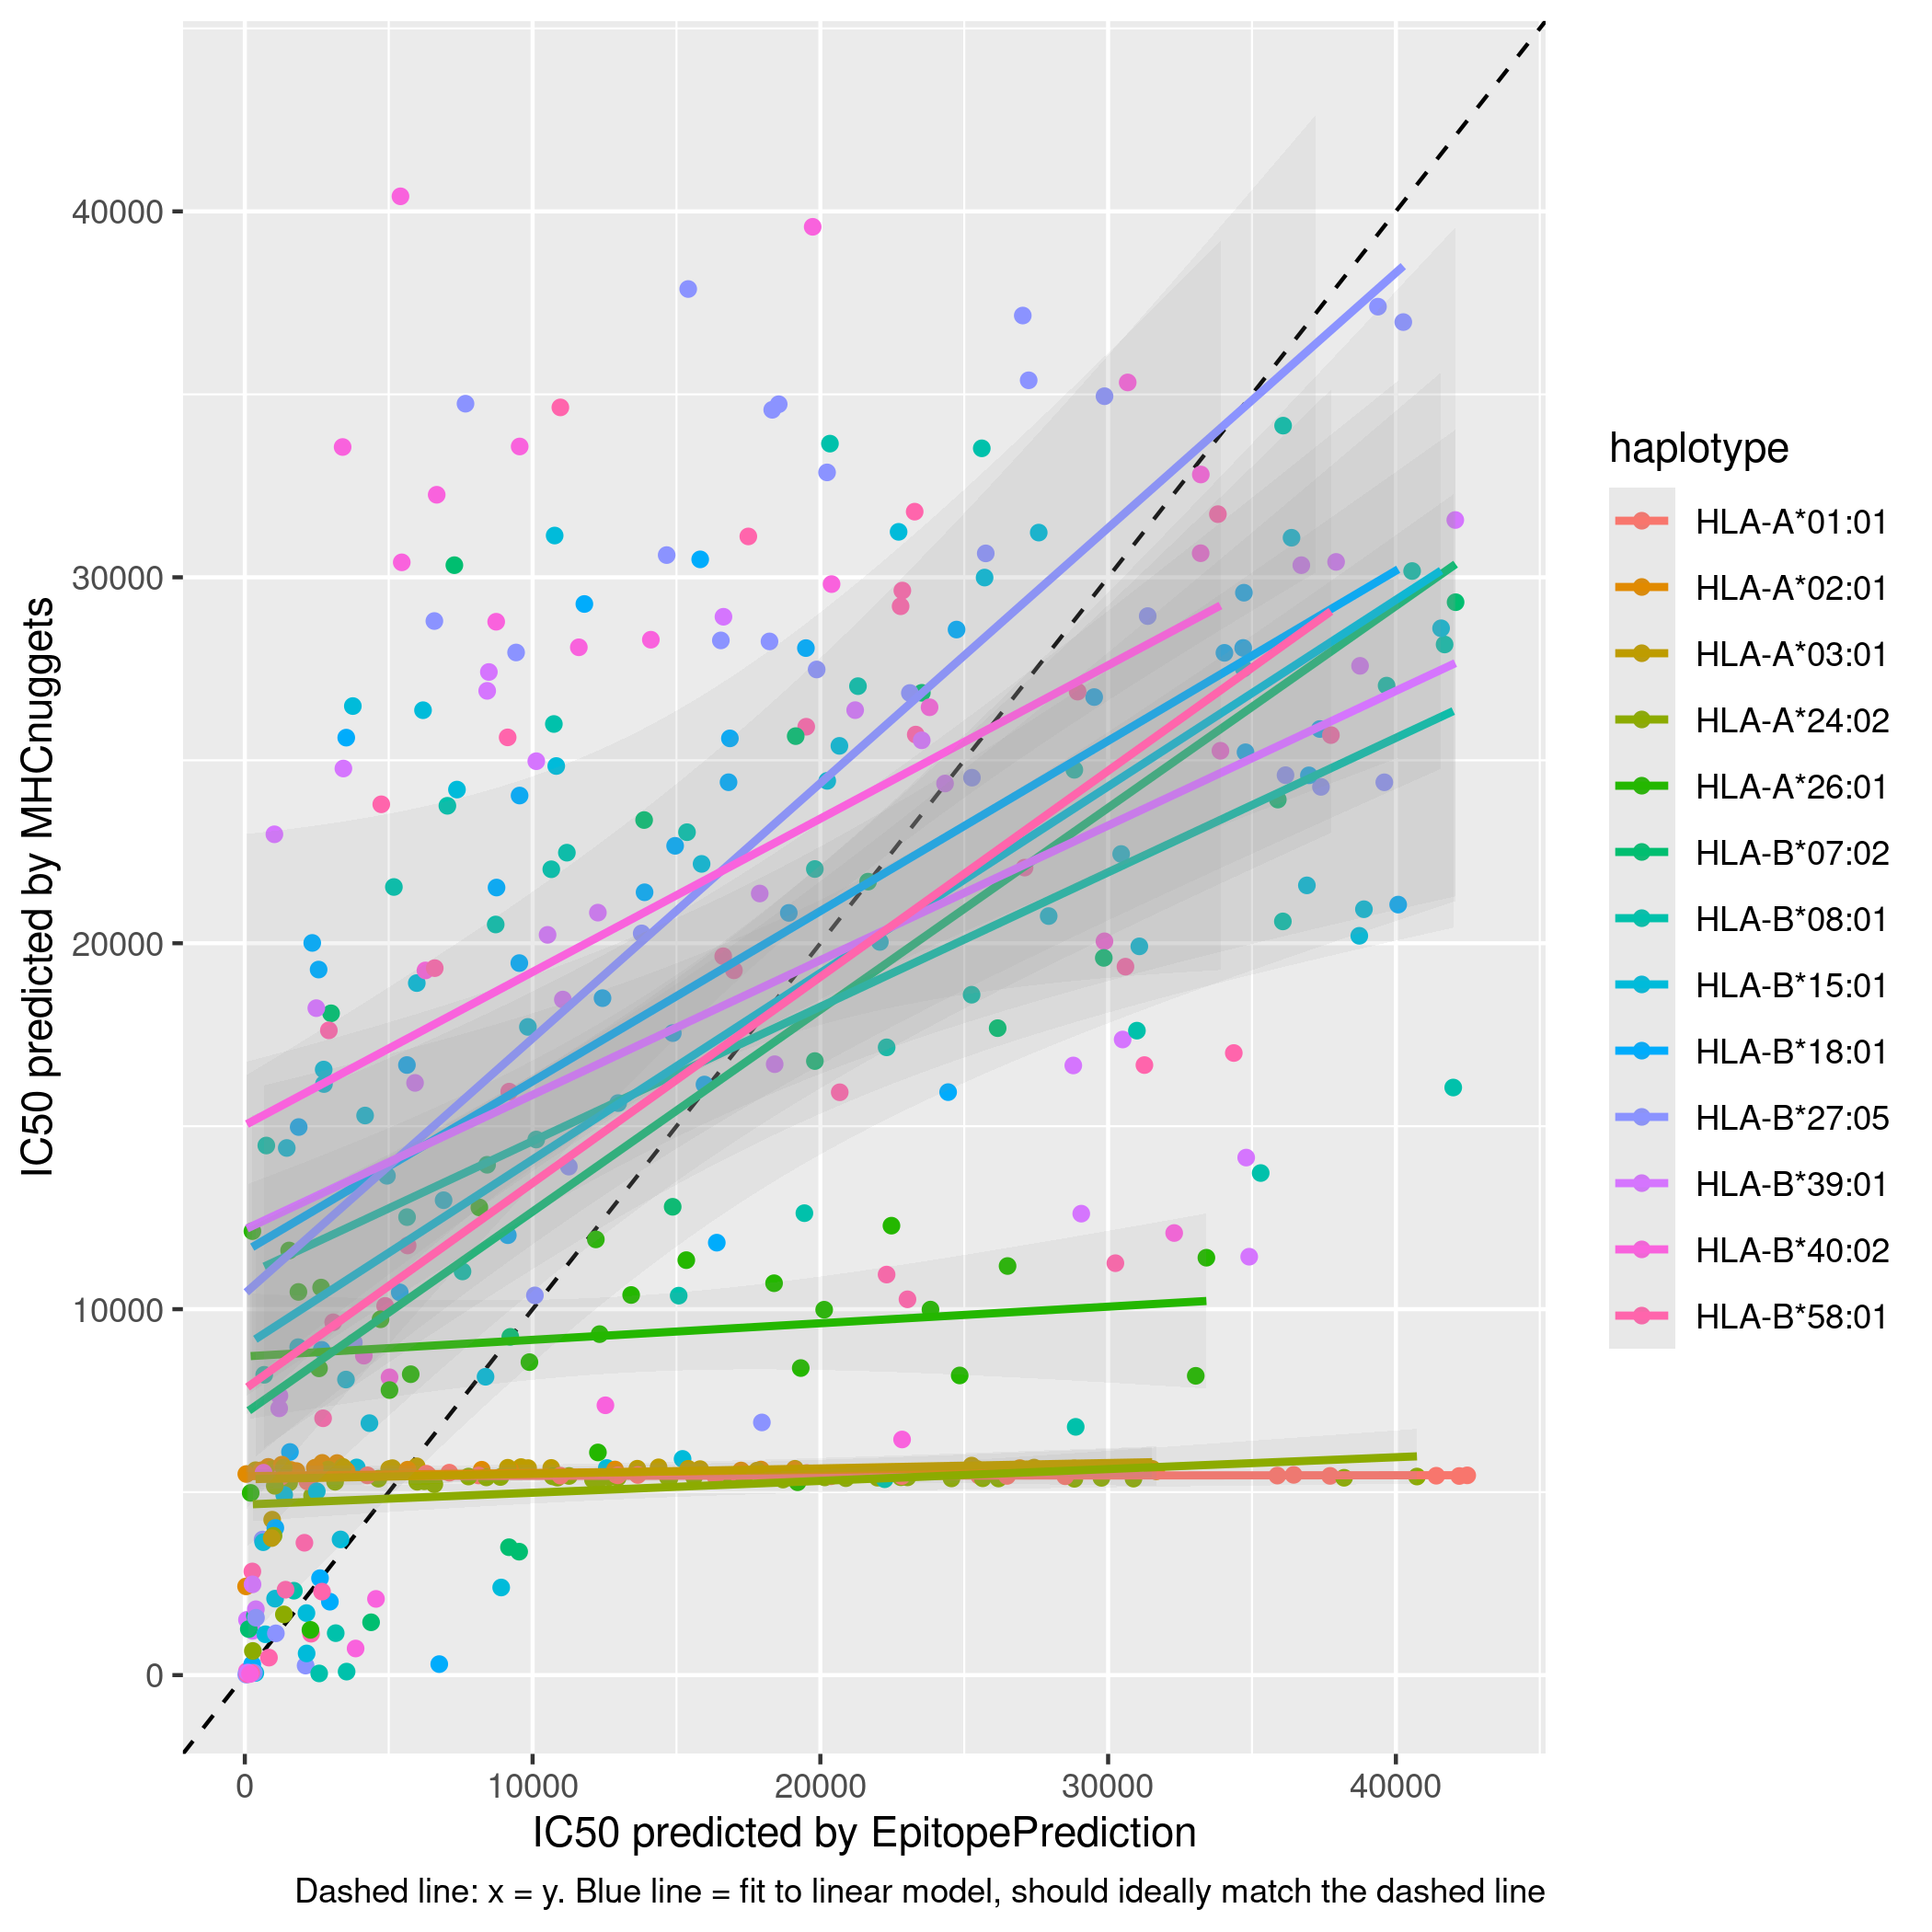 40000
30000
20000
10000
0
IC50 predicted by MHCnuggets
0
10000
20000
30000
40000
IC50 predicted by EpitopePrediction
Dashed line: x = y. Blue line = fit to linear model, should ideally match the dashed line
haplotype
HLA-A*01:01
HLA-A*02:01
HLA-A*03:01
HLA-A*24:02
HLA-A*26:01
HLA-B*07:02
HLA-B*08:01
HLA-B*15:01
HLA-B*18:01
HLA-B*27:05
HLA-B*39:01
HLA-B*40:02
HLA-B*58:01